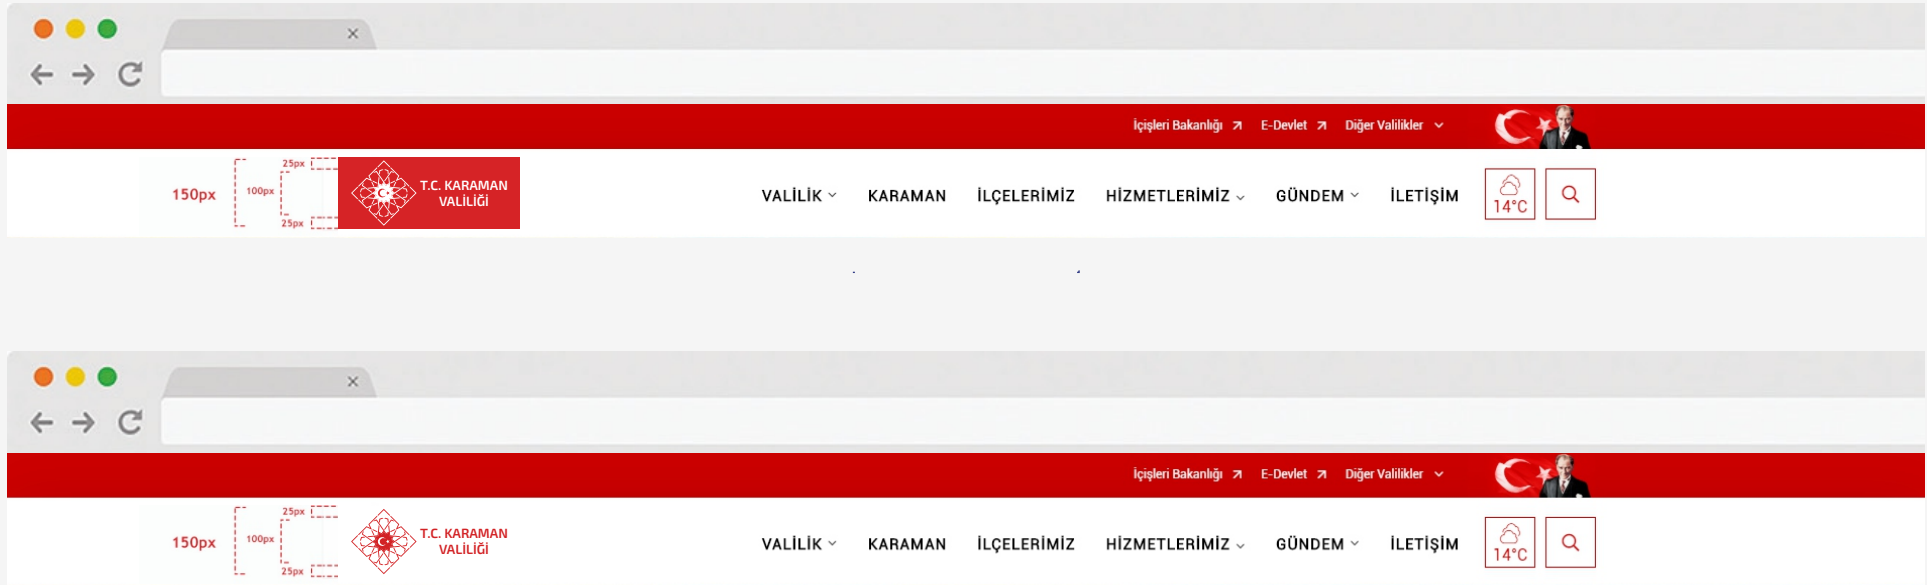 İçişleri Bakanlığı E-Devlet Diğer Valilikler
25px
150px 100px
25px
T.C. KARAMAN
VALİLİĞİ
VALİLİK KARAMAN İLÇELERİMİZ HİZMETLERİMİZ GÜNDEM İLETİŞİM
14°C
İçişleri Bakanlığı E-Devlet Diğer Valilikler
25px
150px 100px
25px
T.C. KARAMAN
VALİLİĞİ
VALİLİK KARAMAN İLÇELERİMİZ HİZMETLERİMİZ GÜNDEM İLETİŞİM
14°C